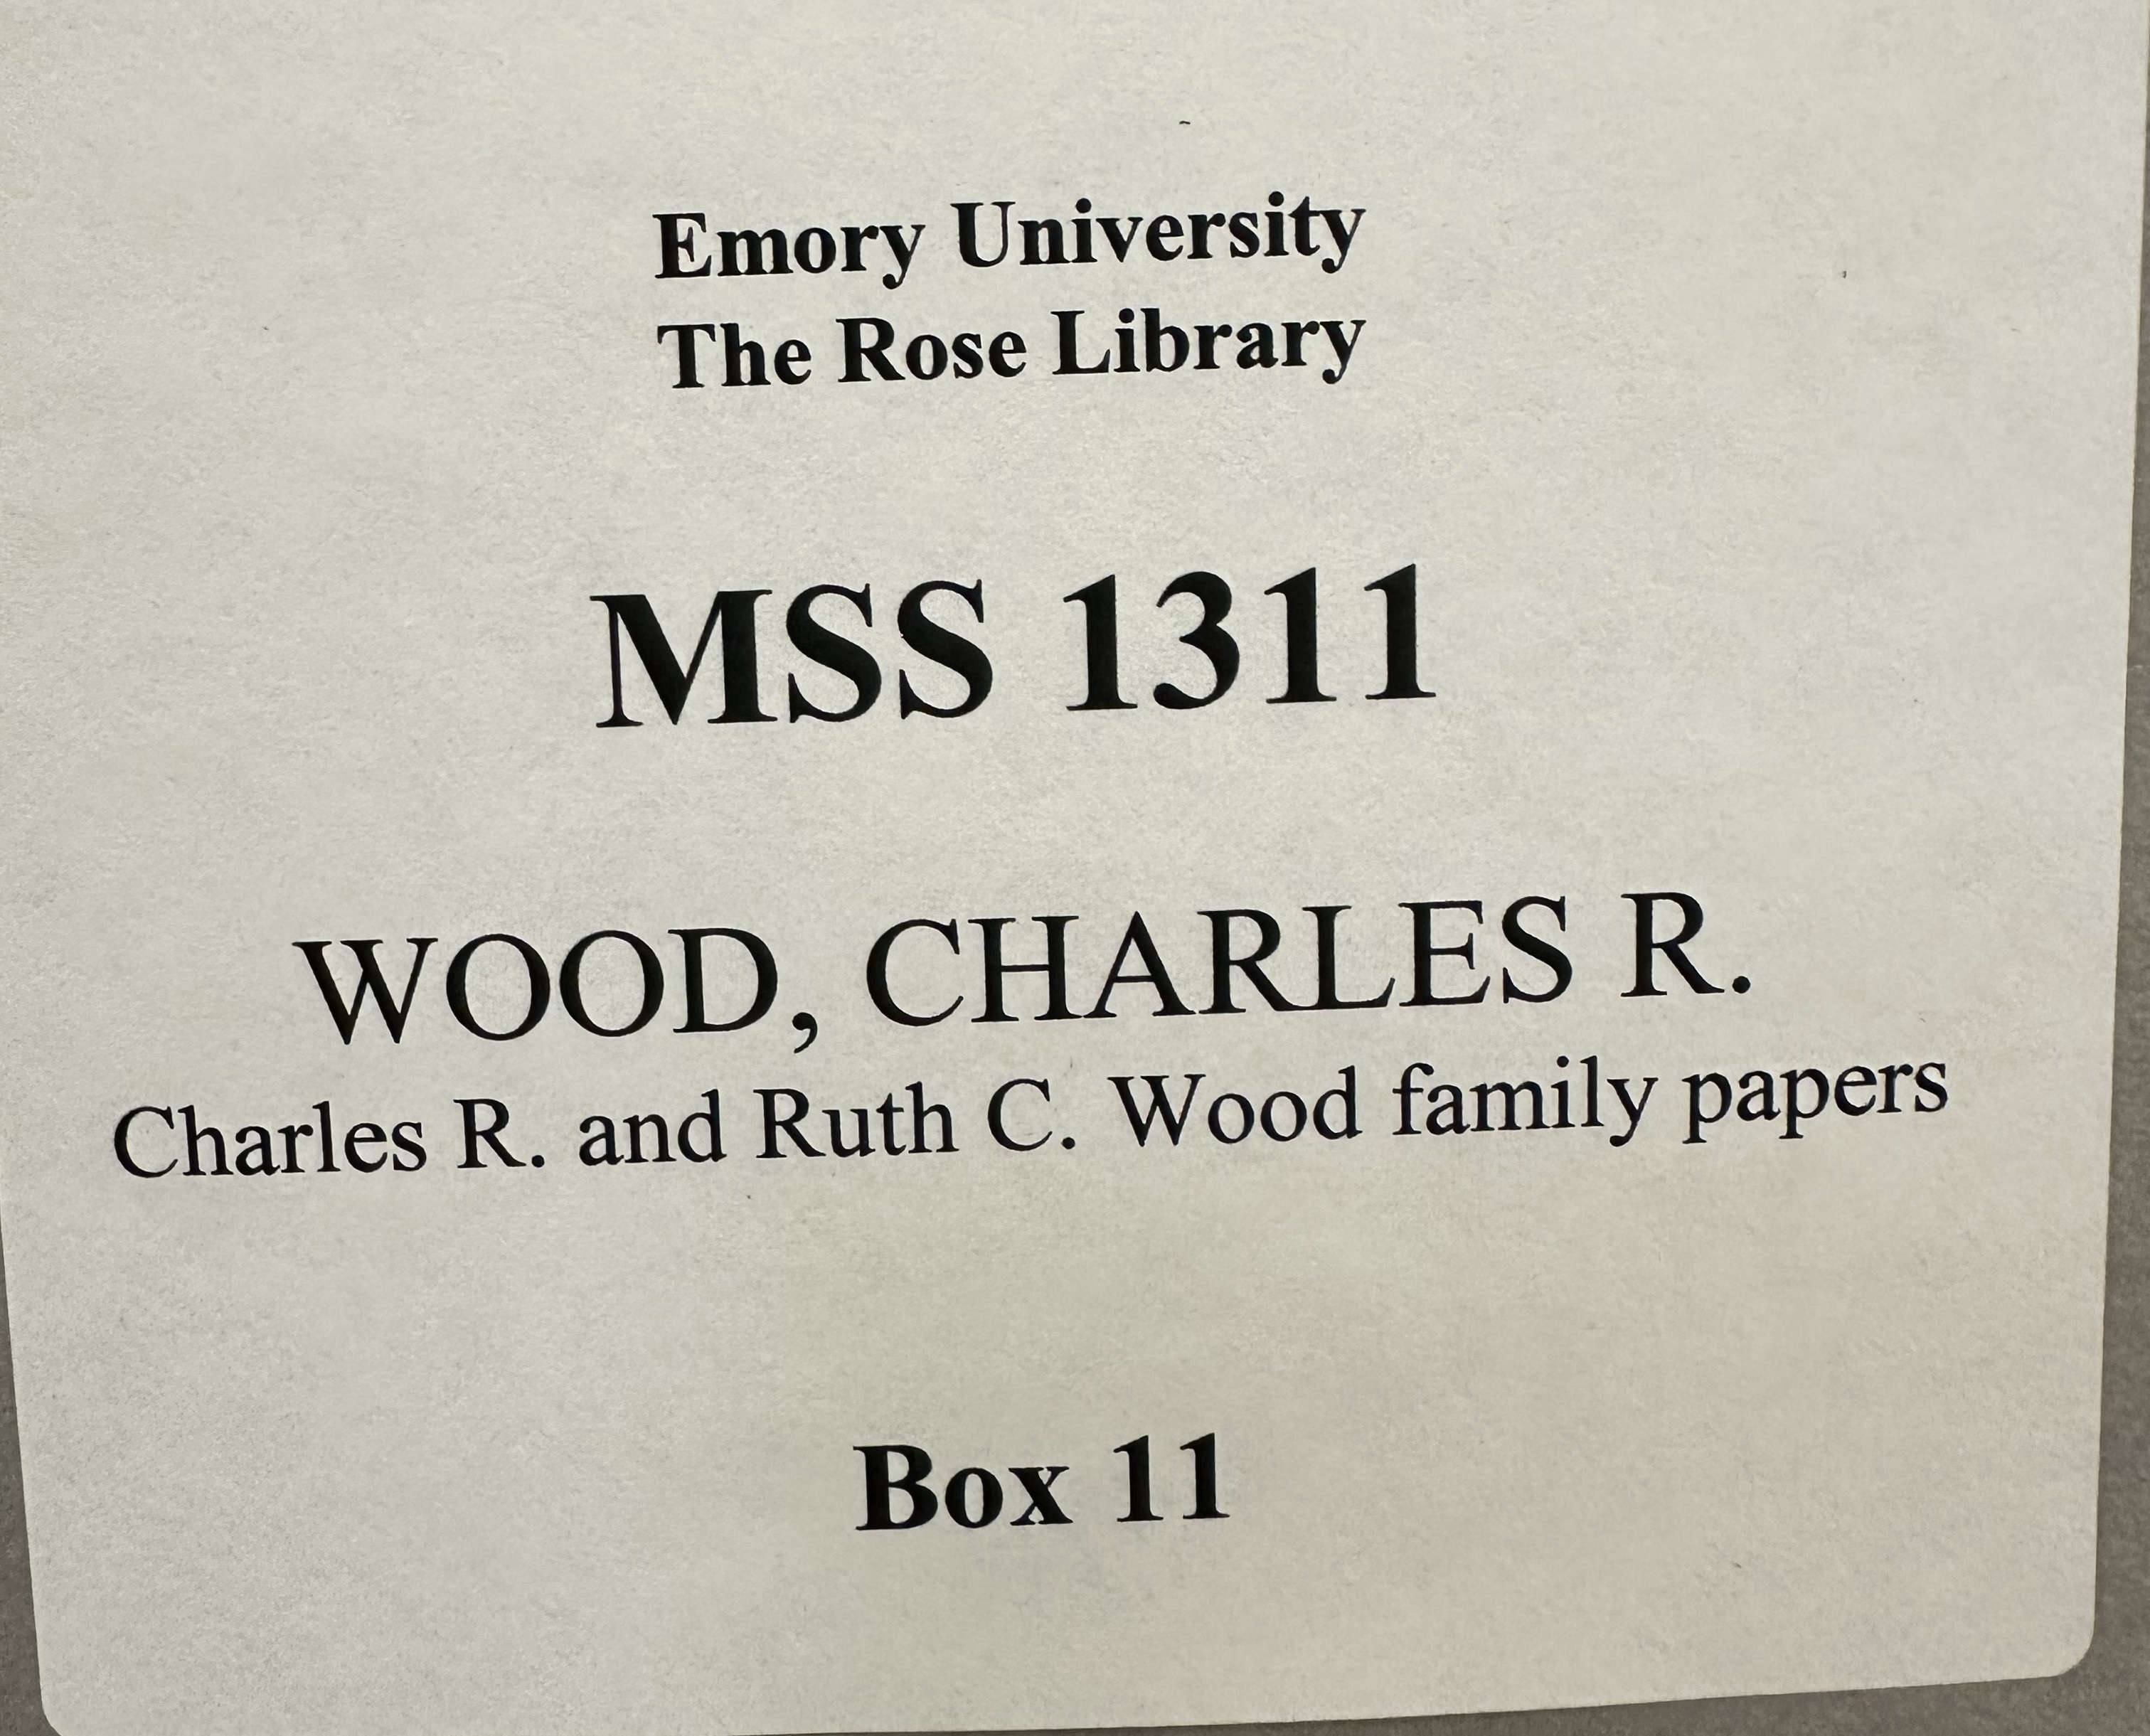 Emory University
The Rose Library
MSS 1311
WOOD, CHARLES R.
Charles R. and Ruth C. Wood family papers
Box 11